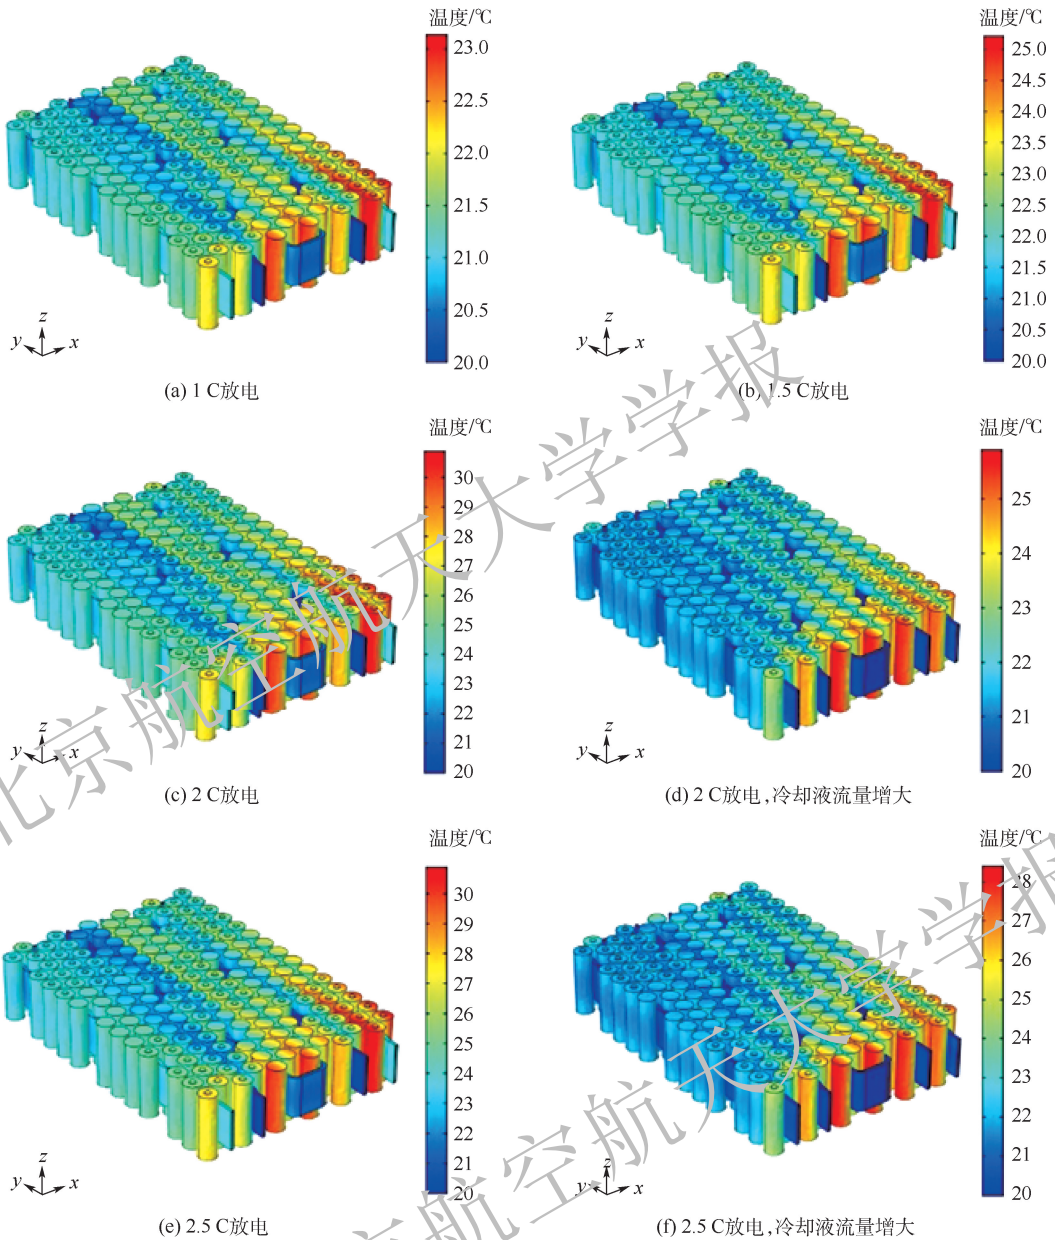 温度/℃
23.0
22.5
22.0
21.5
21.0
20.5
20.0
z
y
x
(a) 1 C放电
温度/℃
25.0
24.5
24.0
23.5
23.0
22.5
22.0
21.5
21.0
20.5
20.0
z
y
x
(b) 1.5 C放电
温度/℃
30
29
28
27
26
25
24
23
22
21
20
z
y
x
(c) 2 C放电
温度/℃
25
24
23
22
21
20
z
y
x
(d) 2 C放电,冷却液流量增大
温度/℃
30
29
28
27
26
25
24
23
22
21
20
z
y
x
(e) 2.5 C放电
温度/℃
28
27
26
25
24
23
22
21
20
z
y
x
(f) 2.5 C放电,冷却液流量增大
北京航空航天大学学报
京航空航天大学学报